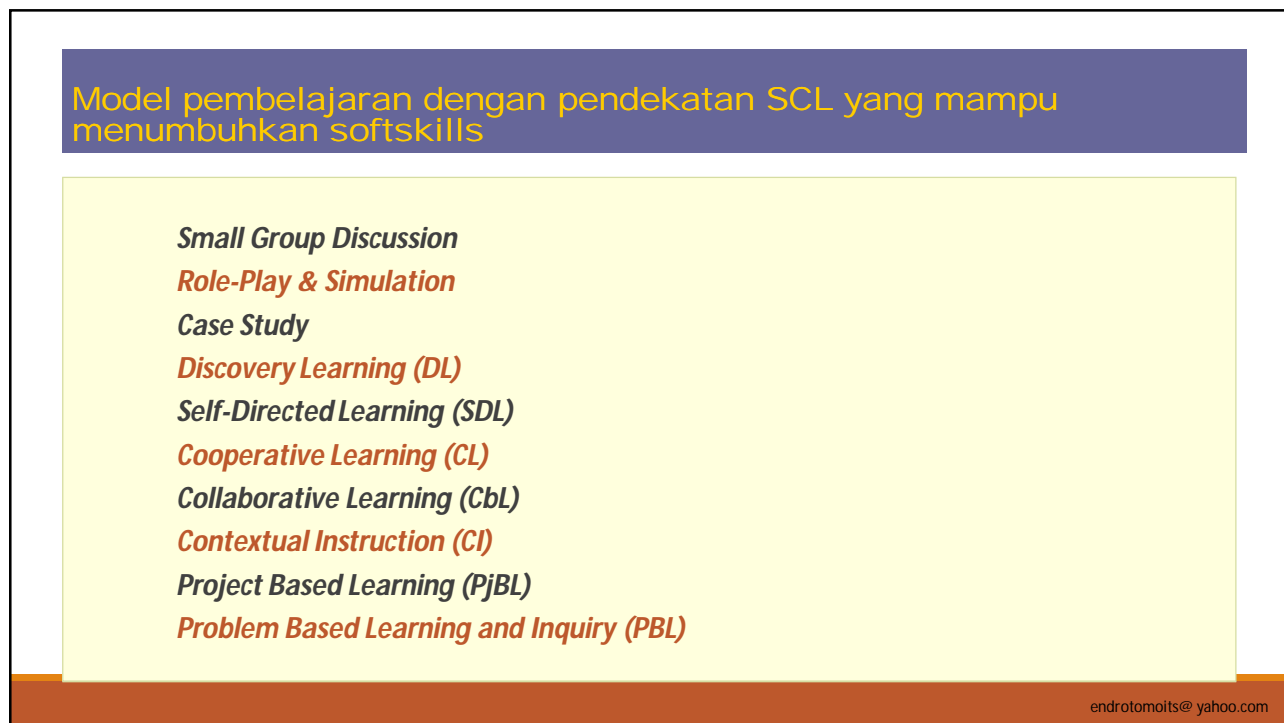 Model pembelajaran dengan pendekatan SCL yang mampu
menumbuhkan softskills
Small Group Discussion
Role-Play & Simulation
Case Study
Discovery Learning (DL)
Self-Directed Learning (SDL)
Cooperative Learning (CL)
Collaborative Learning (CbL)
Contextual Instruction (CI)
Project Based Learning (PjBL)
Problem Based Learning and Inquiry (PBL)
endrotomoits@ yahoo.com